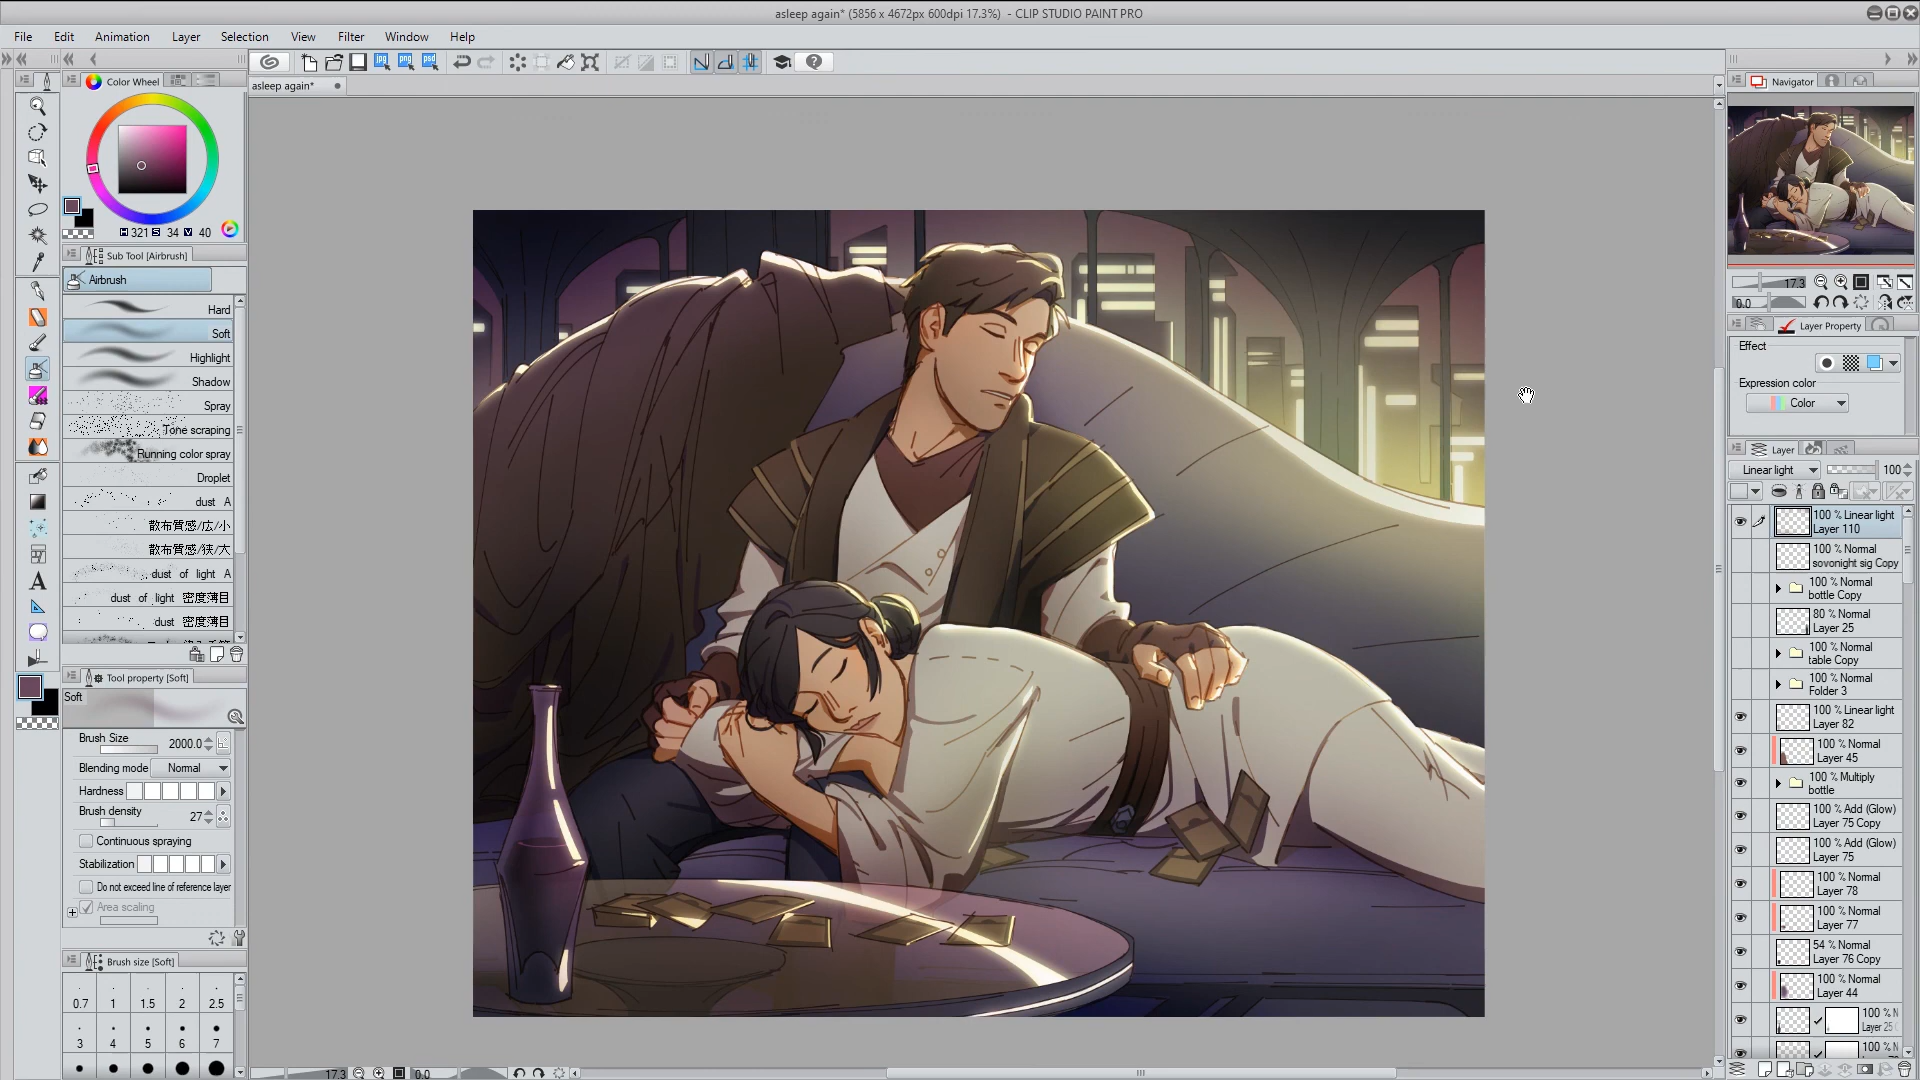 asleep again* (5856 x 4672px 600dpi 17.3%) - CLIP STUDIO PAINT PRO
File Edit Animation Layer Selection View Filter Window Help
asleep again*
Color Wheel
H 321 S 34 V 40
Sub Tool [Airbrush]
Airbrush
Hard
Soft
Highlight
Shadow
Spray
Tone scraping
Running color spray
Droplet
dust A
散布質感/広/小
散布質感/狭/大
dust of light A
dust of light 密度薄目
dust 密度薄目
Tool property [Soft]
Soft
Brush Size 2000.0
Blending mode Normal
Hardness
Brush density 27
Continuous spraying
Stabilization
Do not exceed line of reference layer
Area scaling
Brush size [Soft]
0.7 1 1.5 2 2.5
3 4 5 6 7
17.3 0.0
Navigator
17.3
0.0
Layer Property
Effect
Expression color
Color
Layer
Linear light 100
100 % Linear light
Layer 110
100 % Normal
sovonight sig Copy
100 % Normal
bottle Copy
80 % Normal
Layer 25
100 % Normal
table Copy
100 % Normal
Folder 3
100 % Linear light
Layer 82
100 % Normal
Layer 45
100 % Multiply
bottle
100 % Add (Glow)
Layer 75 Copy
100 % Add (Glow)
Layer 75
100 % Normal
Layer 78
100 % Normal
Layer 77
54 % Normal
Layer 76 Copy
100 % Normal
Layer 44
100 % N
Layer 25 C
100 % N